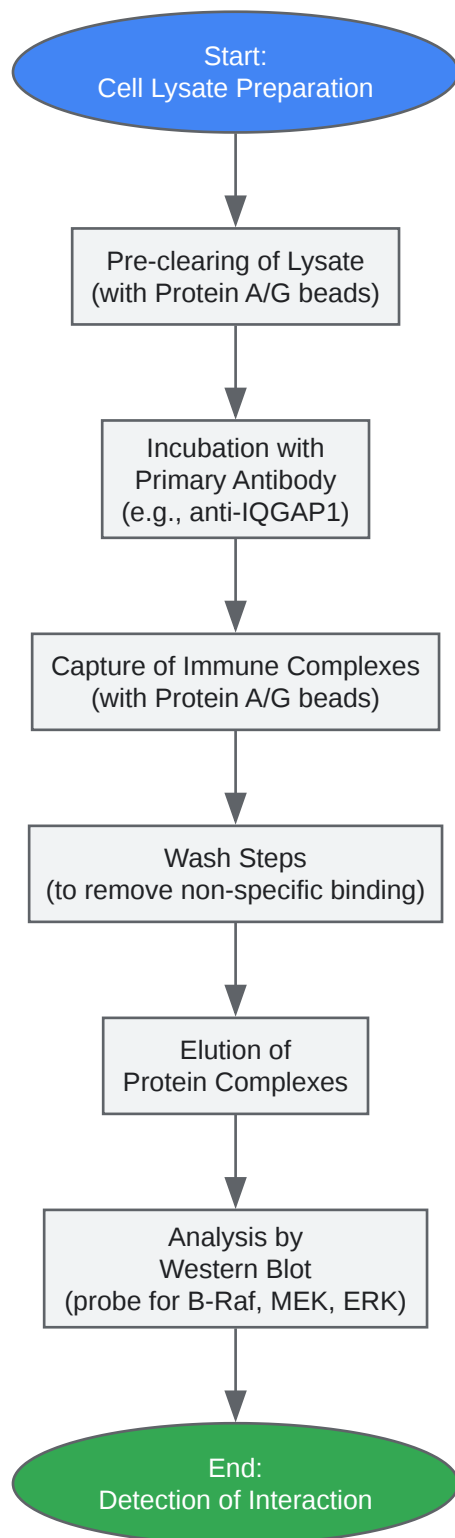 Start:
Cell Lysate Preparation
Pre-clearing of Lysate
(with Protein A/G beads)
Incubation with
Primary Antibody
(e.g., anti-IQGAP1)
Capture of Immune Complexes
(with Protein A/G beads)
Wash Steps
(to remove non-specific binding)
Elution of
Protein Complexes
Analysis by
Western Blot
(probe for B-Raf, MEK, ERK)
End:
Detection of Interaction